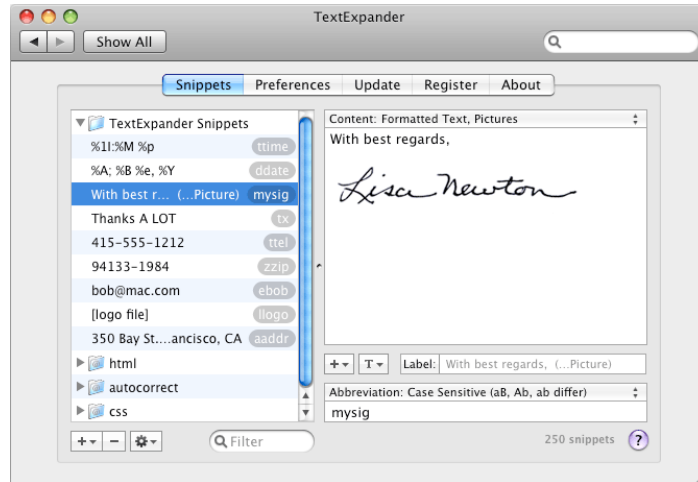 TextExpander
Show All
Snippets
Preferences
Update
Register
About
TextExpander Snippets
%1I:%M %p
ttime
%A; %B %e, %Y
ddate
With best r... (...Picture)
mysig
Thanks A LOT
tx
415-555-1212
ttel
94133-1984
zzip
bob@mac.com
ebob
[logo file]
llogo
350 Bay St....ancisco, CA
aaddr
html
autocorrect
css
Filter
Content: Formatted Text, Pictures
With best regards,
Lisa Newton
T
Label: With best regards, (...Picture)
Abbreviation: Case Sensitive (aB, Ab, ab differ)
mysig
250 snippets
?